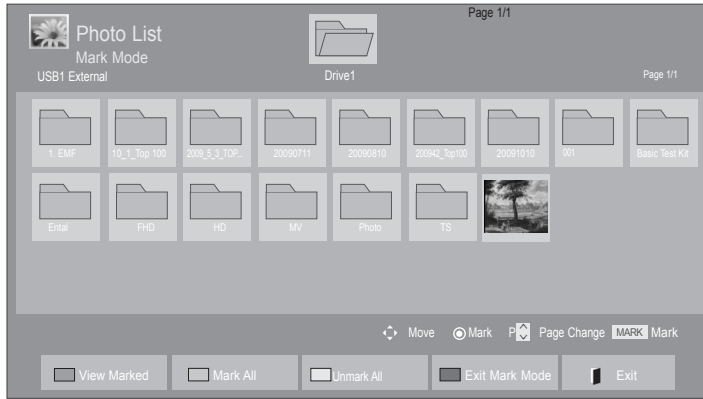 Page 1/1
Photo List
Mark Mode
USB1 External
Drive1
Page 1/1
1. EMF
10_1_Top 100
2009_5_3_TOP...
20090711
20090810
200942_Top100
20091010
001
Basic Test Kit
Ental
FHD
HD
MV
Photo
TS
Move Mark P Page Change MARK Mark
View Marked Mark All Unmark All Exit Mark Mode Exit